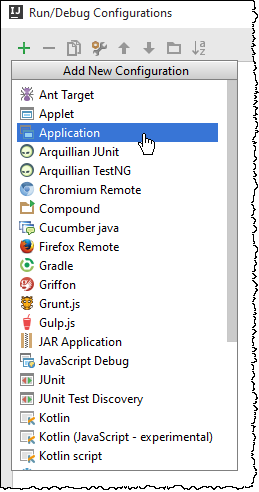 IJ Run/Debug Configurations
Add New Configuration
Ant Target
Applet
Application
Arquillian JUnit
Arquillian TestNG
Chromium Remote
Compound
Cucumber java
Firefox Remote
Gradle
Griffon
Grunt.js
Gulp.js
JAR Application
JavaScript Debug
JUnit
JUnit Test Discovery
Kotlin
Kotlin (JavaScript - experimental)
Kotlin script